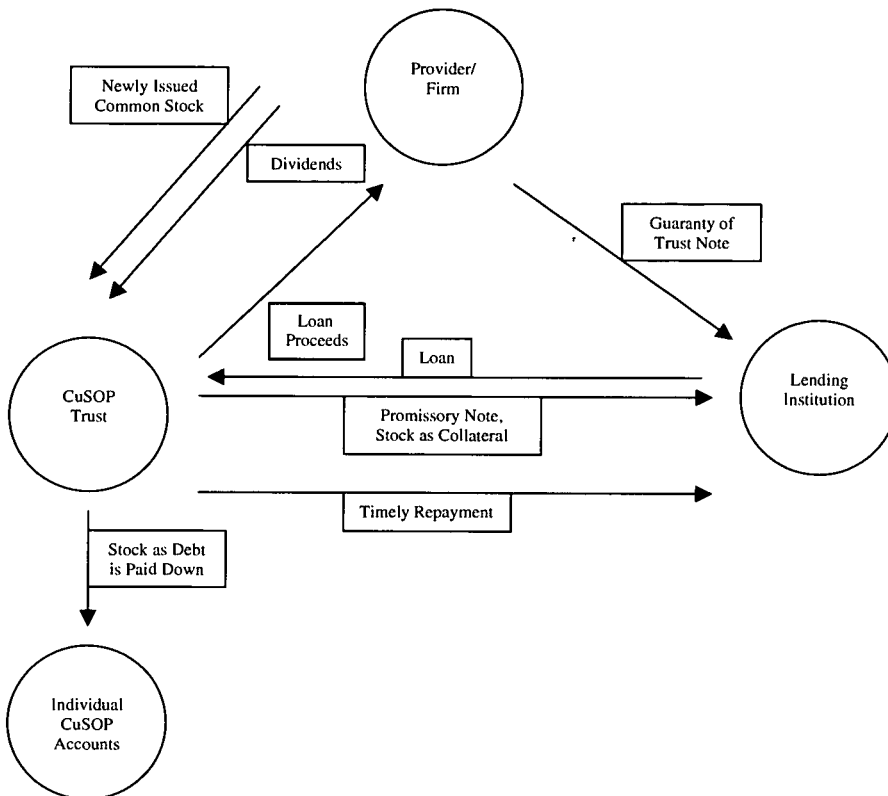 Provider/
Firm
Newly Issued
Common Stock
Dividends
Guaranty of
Trust Note
Loan
Proceeds
Loan
CuSOP
Trust
Lending
Institution
Promissory Note,
Stock as Collateral
Timely Repayment
Stock as Debt
is Paid Down
Individual
CuSOP
Accounts